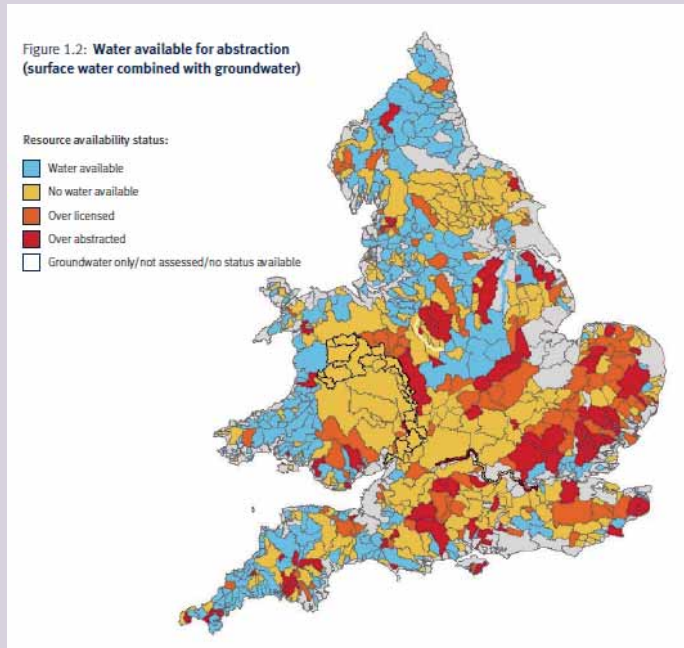 Figure 1.2: Water available for abstraction
(surface water combined with groundwater)
Resource availability status:
Water available
No water available
Over licensed
Over abstracted
Groundwater only/not assessed/no status available